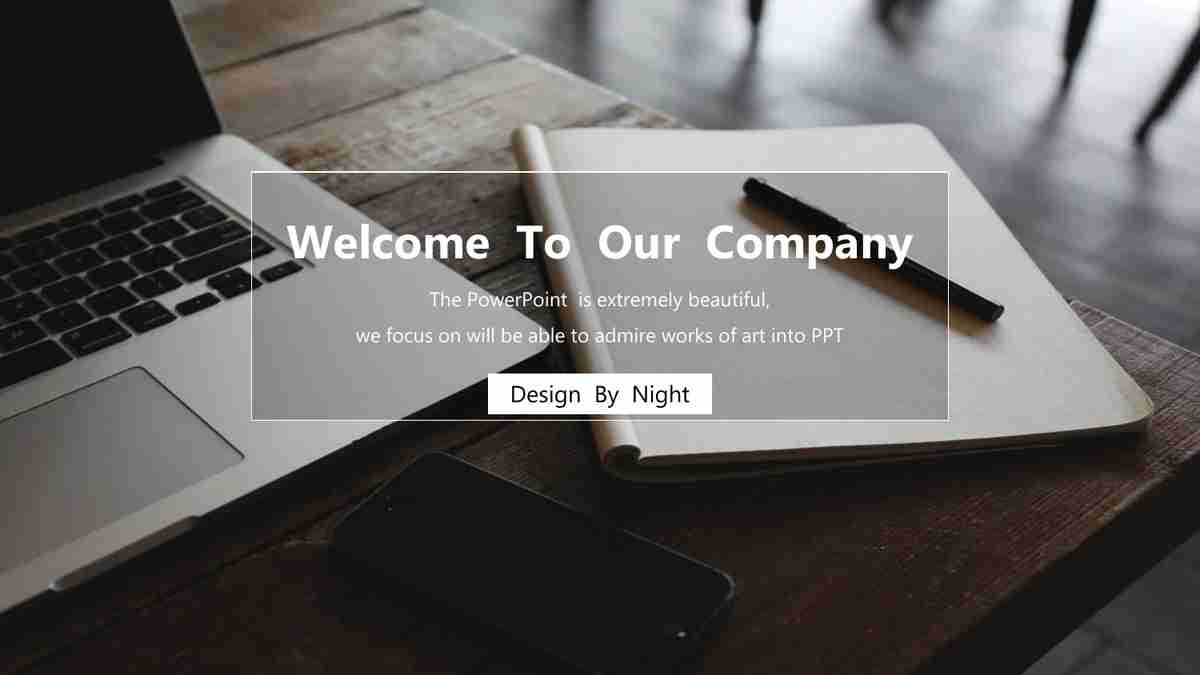 Welcome To Our Company
The PowerPoint is extremely beautiful,
we focus on will be able to admire works of art into PPT
Design By Night